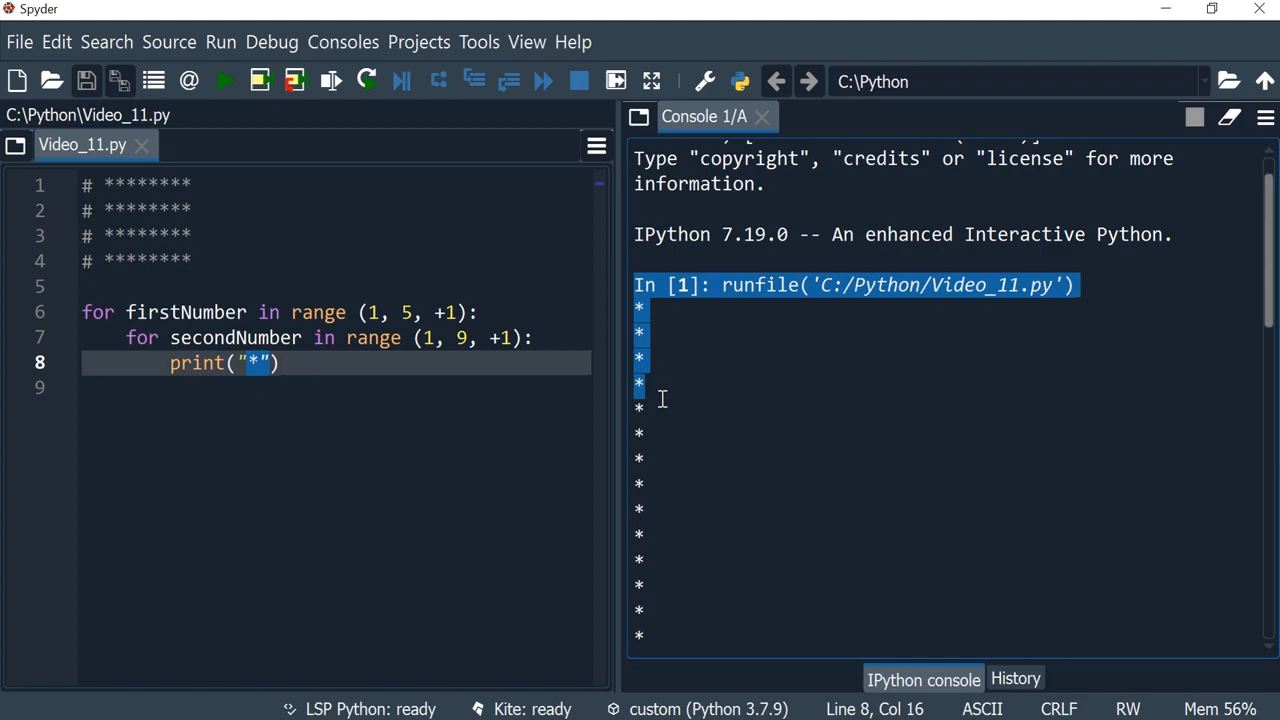 Spyder
File Edit Search Source Run Debug Consoles Projects Tools View Help
C:\Python
C:\Python\Video_11.py
Video_11.py
1 # ********
2 # ********
3 # ********
4 # ********
5
6 for firstNumber in range (1, 5, +1):
7 for secondNumber in range (1, 9, +1):
8 print("*")
9
Console 1/A
Type "copyright", "credits" or "license" for more
information.
IPython 7.19.0 -- An enhanced Interactive Python.
In [1]: runfile('C:/Python/Video_11.py')
*
*
*
*
*
*
*
*
*
*
*
*
*
*
IPython console History
LSP Python: ready Kite: ready custom (Python 3.7.9) Line 8, Col 16 ASCII CRLF RW Mem 56%